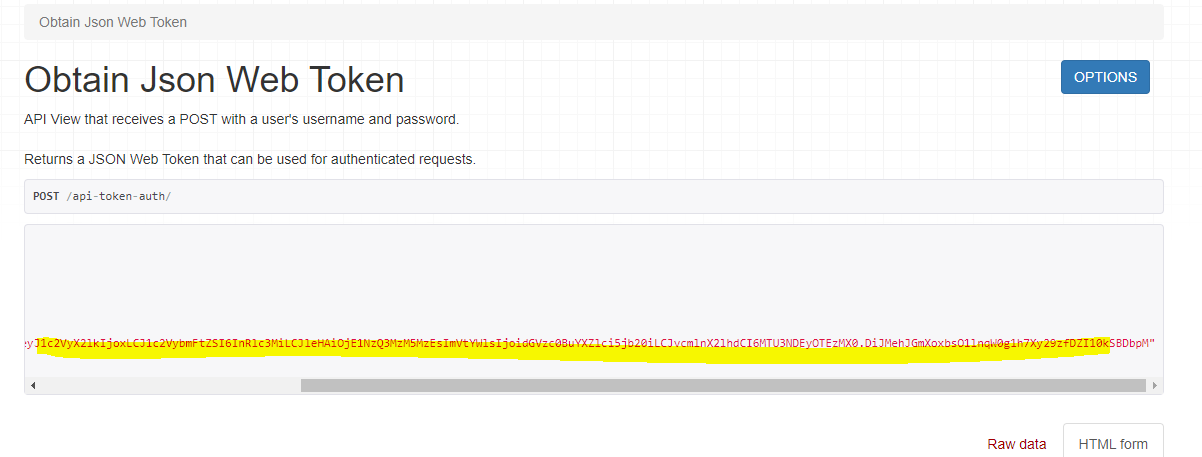 Obtain Json Web Token
Obtain Json Web Token
OPTIONS
API View that receives a POST with a user's username and password.
Returns a JSON Web Token that can be used for authenticated requests.
POST /api-token-auth/
Raw data
HTML form